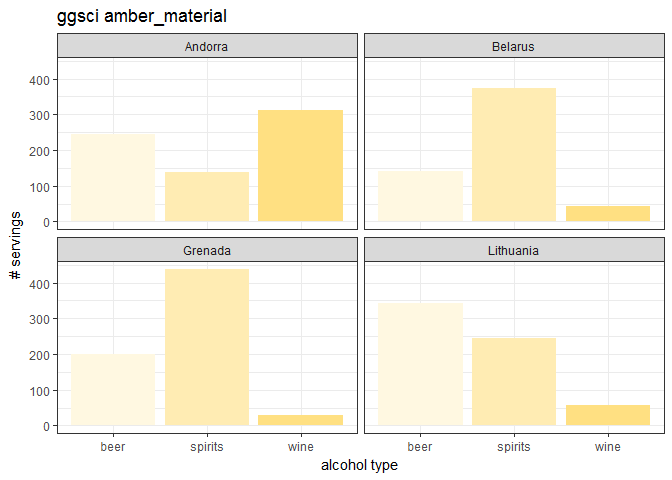 ggsci amber_material
Andorra
Belarus
400
300
200
100
0
Grenada
Lithuania
400
300
200
100
0
# servings
beer
spirits
wine
beer
spirits
wine
alcohol type